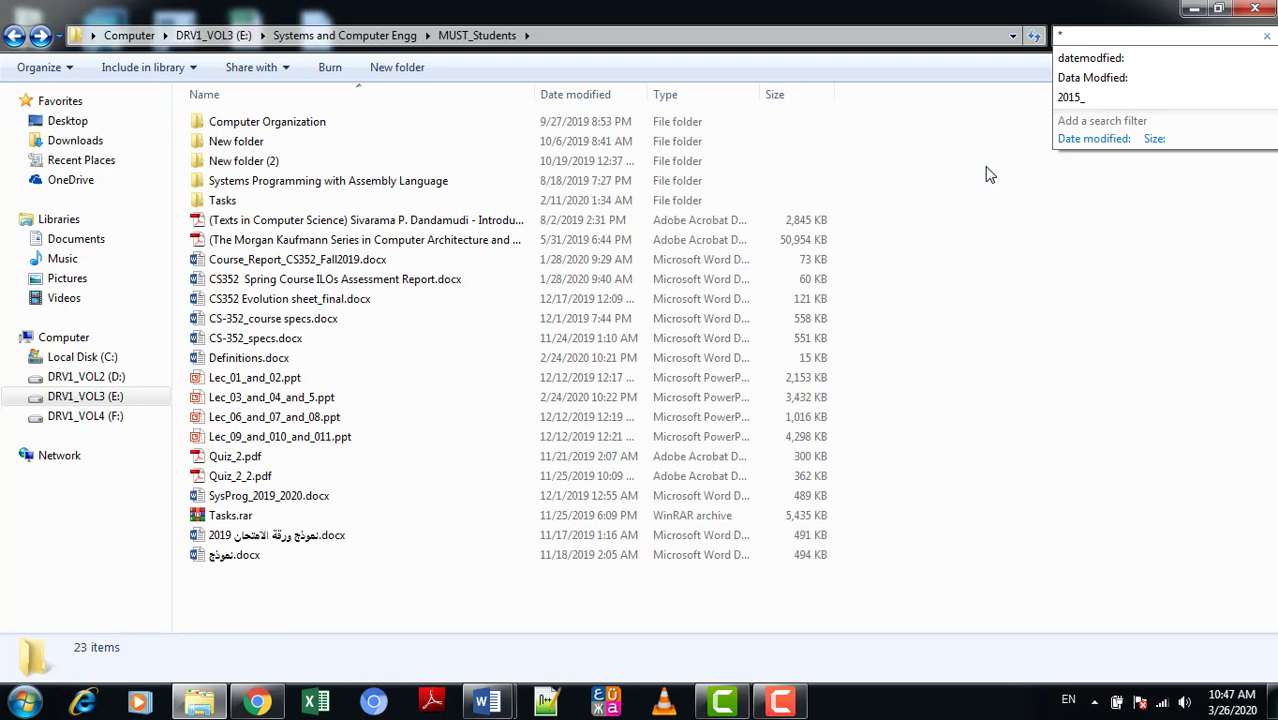 Computer DRV1_VOL3 (E:) Systems and Computer Engg MUST_Students *
Organize Include in library Share with Burn New folder
datemodfied:
Data Modfied:
2015_
Add a search filter
Date modified: Size:
Favorites
Desktop
Downloads
Recent Places
OneDrive
Libraries
Documents
Music
Pictures
Videos
Computer
Local Disk (C:)
DRV1_VOL2 (D:)
DRV1_VOL3 (E:)
DRV1_VOL4 (F:)
Network
Name Date modified Type Size
Computer Organization 9/27/2019 8:53 PM File folder
New folder 10/6/2019 8:41 AM File folder
New folder (2) 10/19/2019 12:37 ... File folder
Systems Programming with Assembly Language 8/18/2019 7:27 PM File folder
Tasks 2/11/2020 1:34 AM File folder
(Texts in Computer Science) Sivarama P. Dandamudi - Introdu... 8/2/2019 2:31 PM Adobe Acrobat D... 2,845 KB
(The Morgan Kaufmann Series in Computer Architecture and ... 5/31/2019 6:44 PM Adobe Acrobat D... 50,954 KB
Course_Report_CS352_Fall2019.docx 1/28/2020 9:29 AM Microsoft Word D... 73 KB
CS352 Spring Course ILOs Assessment Report.docx 1/28/2020 9:40 AM Microsoft Word D... 60 KB
CS352 Evolution sheet_final.docx 12/17/2019 12:09 ... Microsoft Word D... 121 KB
CS-352_course specs.docx 12/1/2019 7:44 PM Microsoft Word D... 558 KB
CS-352_specs.docx 11/24/2019 1:10 AM Microsoft Word D... 551 KB
Definitions.docx 2/24/2020 10:21 PM Microsoft Word D... 15 KB
Lec_01_and_02.ppt 12/12/2019 12:17 ... Microsoft PowerP... 2,153 KB
Lec_03_and_04_and_5.ppt 2/24/2020 10:22 PM Microsoft PowerP... 3,432 KB
Lec_06_and_07_and_08.ppt 12/12/2019 12:19 ... Microsoft PowerP... 1,016 KB
Lec_09_and_010_and_011.ppt 12/12/2019 12:21 ... Microsoft PowerP... 4,298 KB
Quiz_2.pdf 11/21/2019 2:07 AM Adobe Acrobat D... 300 KB
Quiz_2_2.pdf 11/25/2019 10:09 ... Adobe Acrobat D... 362 KB
SysProg_2019_2020.docx 12/1/2019 12:55 AM Microsoft Word D... 489 KB
Tasks.rar 11/25/2019 6:09 PM WinRAR archive 5,435 KB
نموذج ورقة الامتحان 2019.docx 11/17/2019 1:16 AM Microsoft Word D... 491 KB
نموذج.docx 11/18/2019 2:05 AM Microsoft Word D... 494 KB
23 items
EN 10:47 AM
3/26/2020